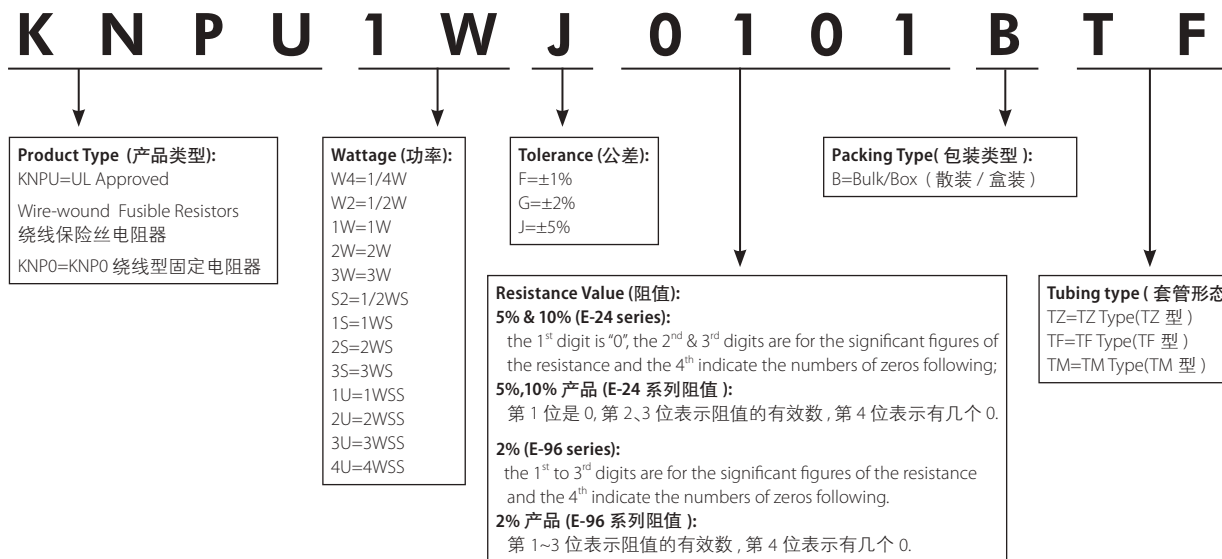 K N P U 1 W J 0 1 0 1 B T F
Product Type (产品类型):
KNPU=UL Approved
Wire-wound Fusible Resistors
绕线保险丝电阻器
KNP0=KNP0 绕线型固定电阻器
Wattage (功率):
W4=1/4W
W2=1/2W
1W=1W
2W=2W
3W=3W
S2=1/2WS
1S=1WS
2S=2WS
3S=3WS
1U=1WSS
2U=2WSS
3U=3WSS
4U=4WSS
Tolerance (公差):
F=±1%
G=±2%
J=±5%
Resistance Value (阻值):
5% & 10% (E-24 series):
the 1st digit is "0", the 2nd & 3rd digits are for the significant figures of
the resistance and the 4th indicate the numbers of zeros following;
5%,10% 产品 (E-24 系列阻值 ):
第 1 位是 0, 第 2、3 位表示阻值的有效数 , 第 4 位表示有几个 0.
2% (E-96 series):
the 1st to 3rd digits are for the significant figures of the resistance
and the 4th indicate the numbers of zeros following.
2% 产品 (E-96 系列阻值 ):
第 1~3 位表示阻值的有效数 , 第 4 位表示有几个 0.
Packing Type( 包装类型 ):
B=Bulk/Box ( 散装 / 盒装 )
Tubing type ( 套管形态
TZ=TZ Type(TZ 型 )
TF=TF Type(TF 型 )
TM=TM Type(TM 型 )